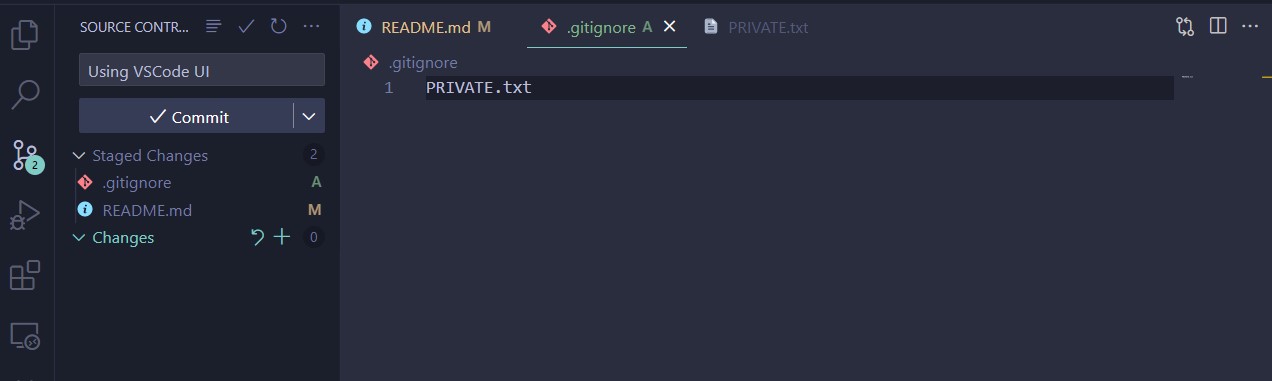 SOURCE CONTR...
Using VSCode UI
Commit
Staged Changes 2
.gitignore A
README.md M
Changes 0
2
README.md M
.gitignore A
PRIVATE.txt
.gitignore
1 PRIVATE.txt